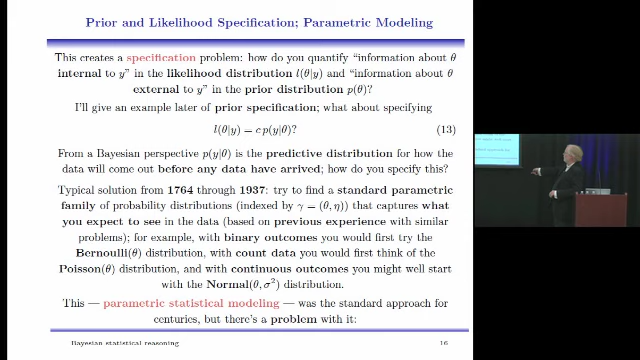 Prior and Likelihood Specification; Parametric Modeling
This creates a specification problem: how do you quantify “information about θ
internal to y” in the likelihood distribution l(θ|y) and “information about θ
external to y” in the prior distribution p(θ)?
I'll give an example later of prior specification; what about specifying
l(θ|y) = c p(y|θ)? (13)
From a Bayesian perspective p(y|θ) is the predictive distribution for how the
data will come out before any data have arrived; how do you specify this?
Typical solution from 1764 through 1937: try to find a standard parametric
family of probability distributions (indexed by γ = (θ, η)) that captures what
you expect to see in the data (based on previous experience with similar
problems); for example, with binary outcomes you would first try the
Bernoulli(θ) distribution, with count data you would first think of the
Poisson(θ) distribution, and with continuous outcomes you might well start
with the Normal(θ, σ²) distribution.
This — parametric statistical modeling — was the standard approach for
centuries, but there's a problem with it:
Bayesian statistical reasoning 16